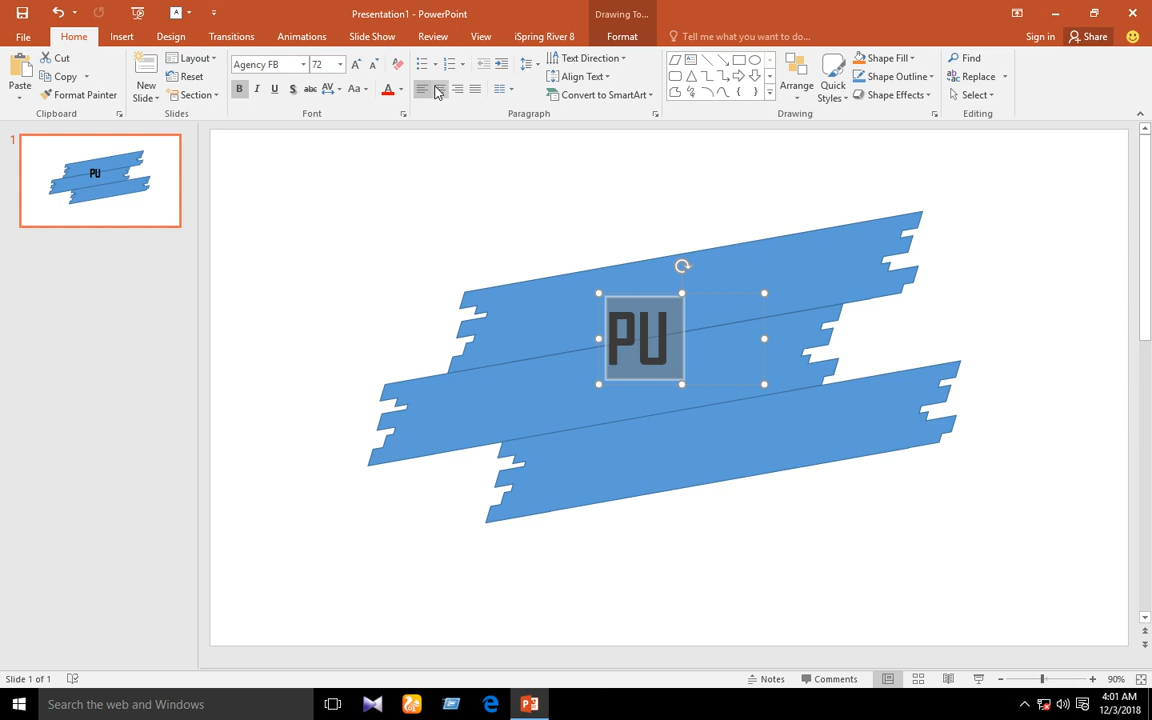 Presentation1 - PowerPoint
Drawing To...
File
Home
Insert
Design
Transitions
Animations
Slide Show
Review
View
iSpring River 8
Format
Tell me what you want to do...
Sign in
Share
Paste
Cut
Copy
Format Painter
Clipboard
New
Slide
Layout
Reset
Section
Slides
Agency FB
72
B I U S abc AV Aa A
Font
Text Direction
Align Text
Convert to SmartArt
Paragraph
Arrange
Quick
Styles
Shape Fill
Shape Outline
Shape Effects
Drawing
Find
Replace
Select
Editing
1
PU
PU
Slide 1 of 1
Notes
Comments
90%
Search the web and Windows
4:01 AM
12/3/2018